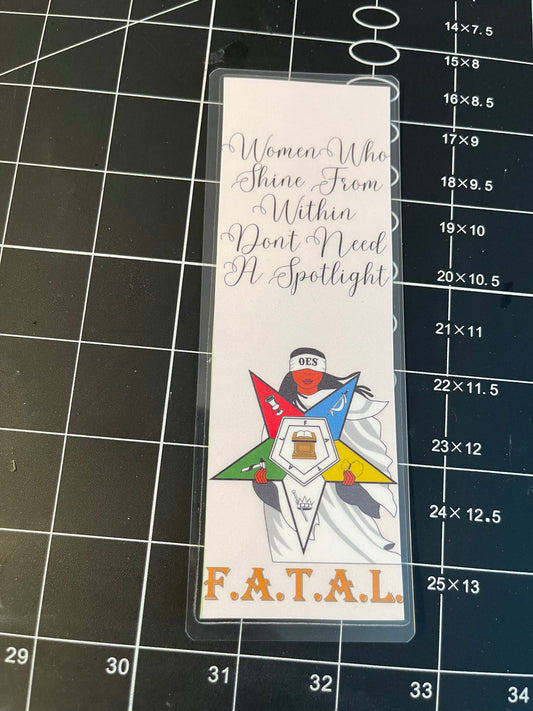 14×7.5
15×8
16×8.5
17×9
18×9.5
19×10
20×10.5
21×11
22×11.5
23×12
24×12.5
25×13
Women Who
Shine From
Within
Dont Need
A Spotlight
OES
F
A
A
F.A.T.A.L.
29
30
31
32
33
34